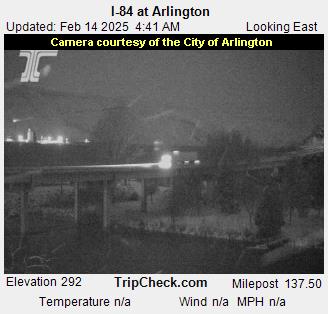 I-84 at Arlington
Updated: Feb 14 2025 4:41 AM Looking East
Camera courtesy of the City of Arlington
Elevation 292 TripCheck.com Milepost 137.50
Temperature n/a Wind n/a MPH n/a